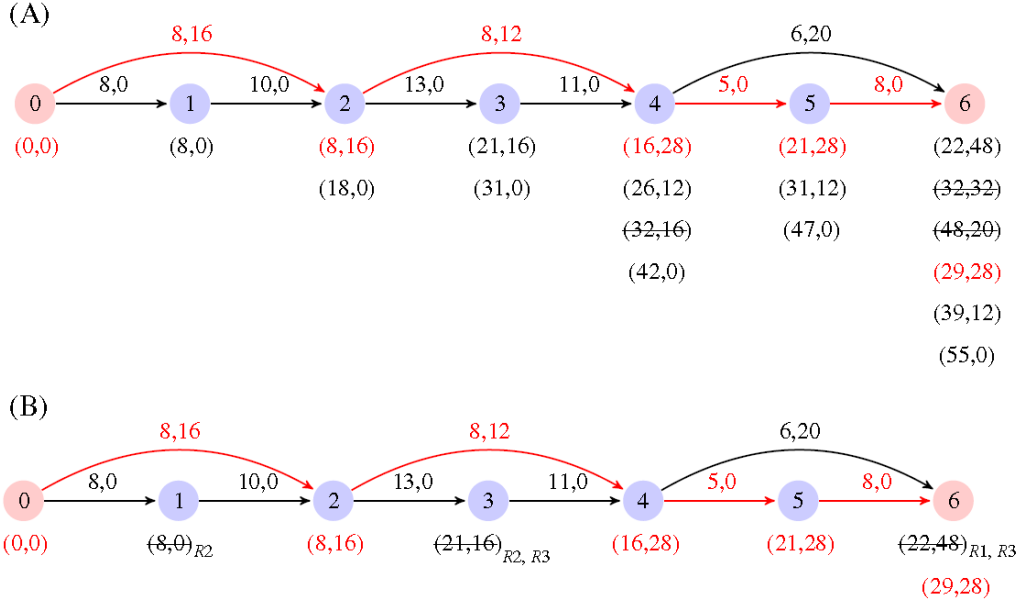 (A)
8,16 8,12 6,20
8,0 10,0 13,0 11,0 5,0 8,0
0 1 2 3 4 5 6
(0,0) (8,0) (8,16) (21,16) (16,28) (21,28) (22,48)
(18,0) (31,0) (26,12) (31,12) (32,32)
(32,16) (47,0) (48,20)
(42,0) (29,28)
(39,12)
(55,0)
(B)
8,16 8,12 6,20
8,0 10,0 13,0 11,0 5,0 8,0
0 1 2 3 4 5 6
(0,0) (8,0)R2 (8,16) (21,16)R2, R3 (16,28) (21,28) (22,48)R1, R3
(29,28)